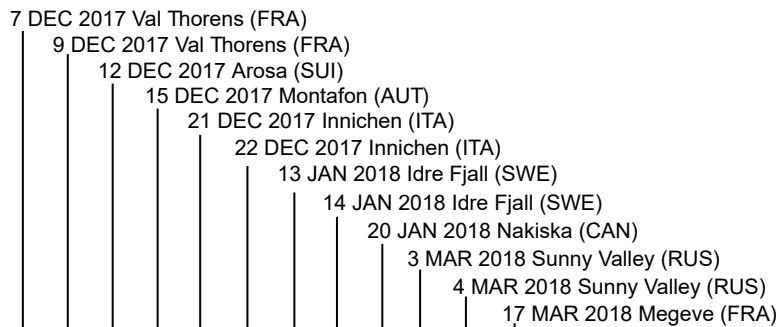 7 DEC 2017 Val Thorens (FRA)
9 DEC 2017 Val Thorens (FRA)
12 DEC 2017 Arosa (SUI)
15 DEC 2017 Montafon (AUT)
21 DEC 2017 Innichen (ITA)
22 DEC 2017 Innichen (ITA)
13 JAN 2018 Idre Fjall (SWE)
14 JAN 2018 Idre Fjall (SWE)
20 JAN 2018 Nakiska (CAN)
3 MAR 2018 Sunny Valley (RUS)
4 MAR 2018 Sunny Valley (RUS)
17 MAR 2018 Megeve (FRA)